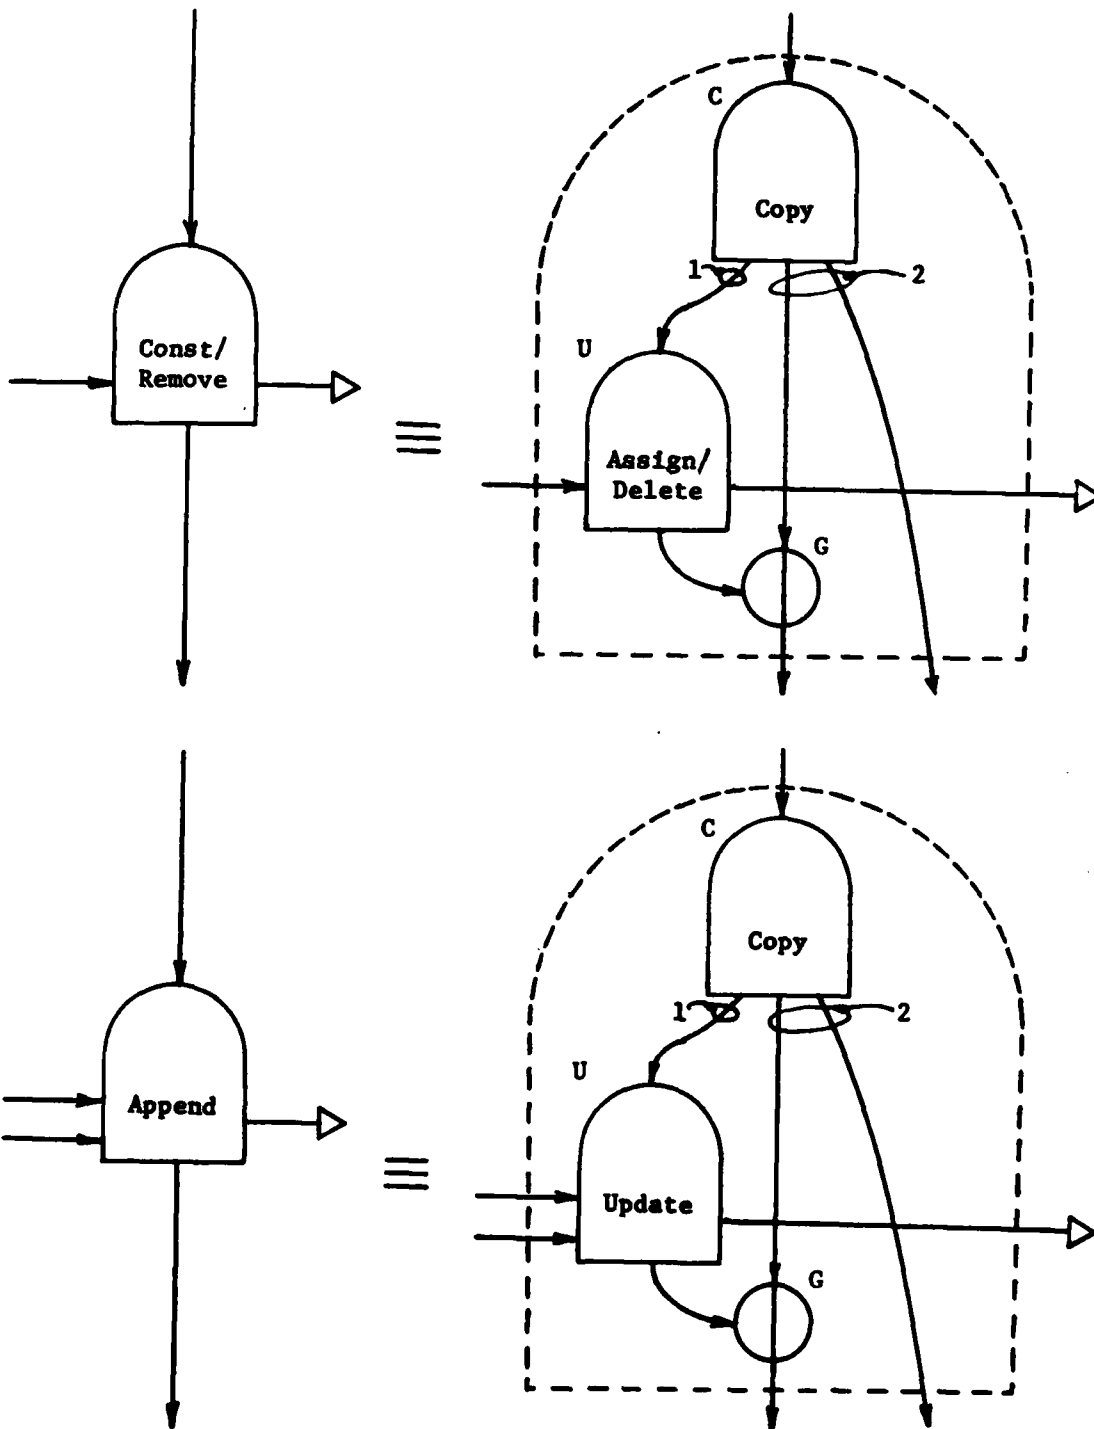 C
Copy
1
2
Const/
Remove
U
Assign/
Delete
≡
G
C
Copy
1
2
U
Append
Update
≡
G